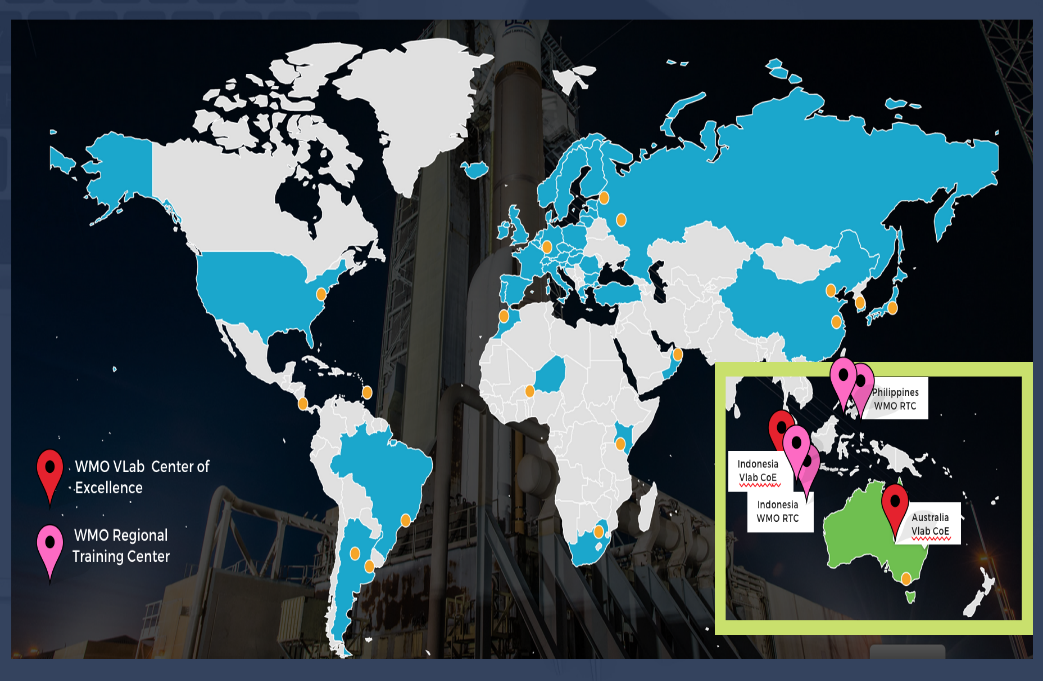 Philippines
WMO RTC
WMO VLab Center of
Excellence
Indonesia
Vlab CoE
Indonesia
WMO RTC
Australia
Vlab CoE
WMO Regional
Training Center